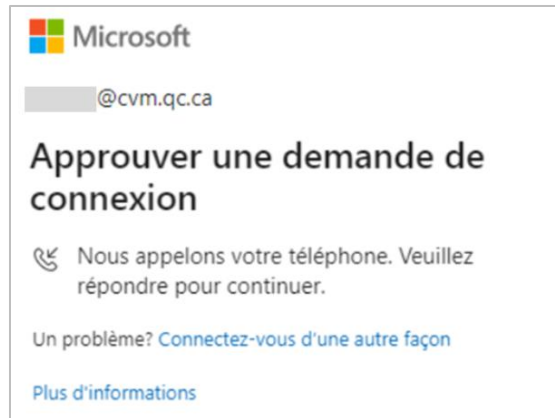 Microsoft
@cvm.qc.ca
Approuver une demande de
connexion
Nous appelons votre téléphone. Veuillez
répondre pour continuer.
Un problème? Connectez-vous d'une autre façon
Plus d'informations